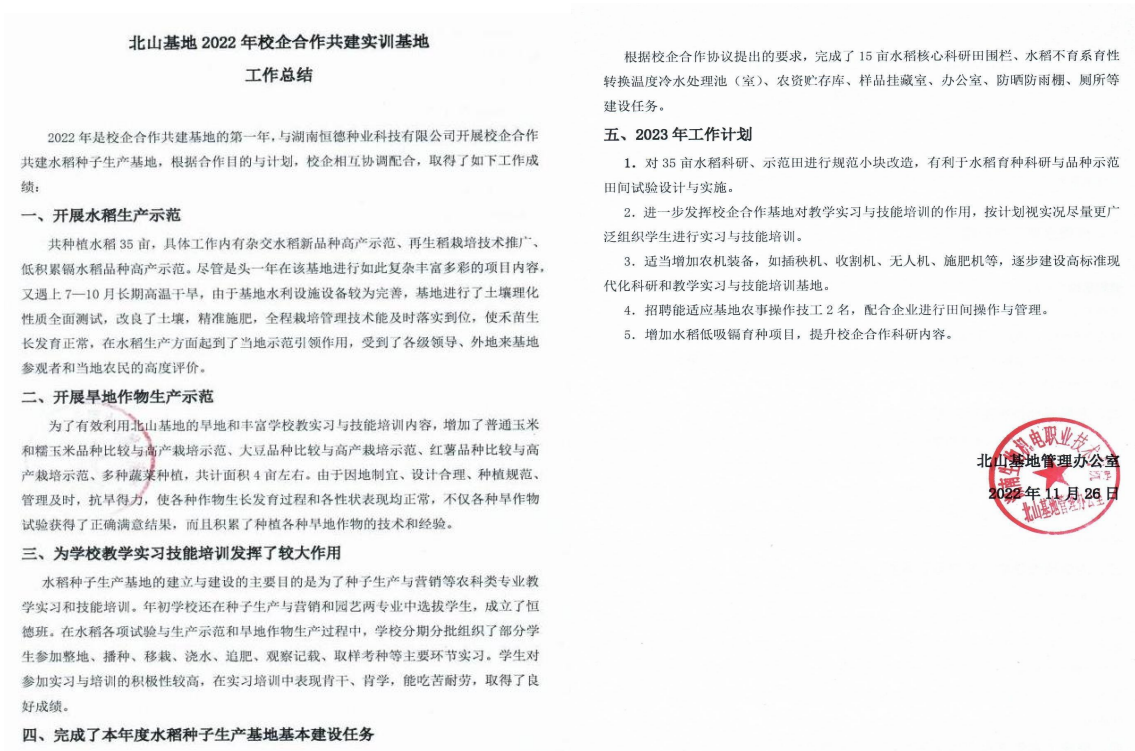 北山基地 2022 年校企合作共建实训基地
工作总结
2022 年是校企合作共建基地的第一年，与湖南恒德种业科技有限公司开展校企合作
共建水稻种子生产基地，根据合作目的与计划，校企相互协调配合，取得了如下工作成
绩：
一、开展水稻生产示范
共种植水稻 35 亩，具体工作内有杂交水稻新品种高产示范、再生稻栽培技术推广、
低积累镉水稻品种高产示范。尽管是头一年在该基地进行如此复杂丰富多彩的项目内容，
又遇上 7—10 月长期高温干旱，由于基地水利设施设备较为完善，基地进行了土壤理化
性质全面测试，改良了土壤，精准施肥，全程栽培管理技术能及时落实到位，使禾苗生
长发育正常，在水稻生产方面起到了当地示范引领作用，受到了各级领导、外地来基地
参观者和当地农民的高度评价。
二、开展旱地作物生产示范
为了有效利用北山基地的旱地和丰富学校教实习与技能培训内容，增加了普通玉米
和糯玉米品种比较与高产栽培示范、大豆品种比较与高产栽培示范、红薯品种比较与高
产栽培示范、多种蔬菜种植，共计面积 4 亩左右。由于因地制宜、设计合理、种植规范、
管理及时，抗旱得力，使各种作物生长发育过程和各性状表现均正常，不仅各种旱作物
试验获得了正确满意结果，而且积累了种植各种旱地作物的技术和经验。
三、为学校教学实习技能培训发挥了较大作用
水稻种子生产基地的建立与建设的主要目的是为了种子生产与营销等农科类专业教
学实习和技能培训。年初学校还在种子生产与营销和园艺两专业中选拔学生，成立了恒
德班。在水稻各项试验与生产示范和旱地作物生产过程中，学校分期分批组织了部分学
生参加整地、播种、移栽、浇水、追肥、观察记载、取样考种等主要环节实习。学生对
参加实习与培训的积极性较高，在实习培训中表现肯干、肯学，能吃苦耐劳，取得了良
好成绩。
四、完成了本年度水稻种子生产基地基本建设任务
根据校企合作协议提出的要求，完成了 15 亩水稻核心科研田围栏、水稻不育系育性
转换温度冷水处理池（室）、农资贮存库、样品挂藏室、办公室、防晒防雨棚、厕所等
建设任务。
五、2023 年工作计划
1．对 35 亩水稻科研、示范田进行规范小块改造，有利于水稻育种科研与品种示范
田间试验设计与实施。
2．进一步发挥校企合作基地对教学实习与技能培训的作用，按计划视实况尽量更广
泛组织学生进行实习与技能培训。
3．适当增加农机装备，如插秧机、收割机、无人机、施肥机等，逐步建设高标准现
代化科研和教学实习与技能培训基地。
4．招聘能适应基地农事操作技工 2 名，配合企业进行田间操作与管理。
5．增加水稻低吸镉育种项目，提升校企合作科研内容。
北山基地管理办公室
2022 年 11 月 26 日
南生物机电职业技术
北山基地管理办公室